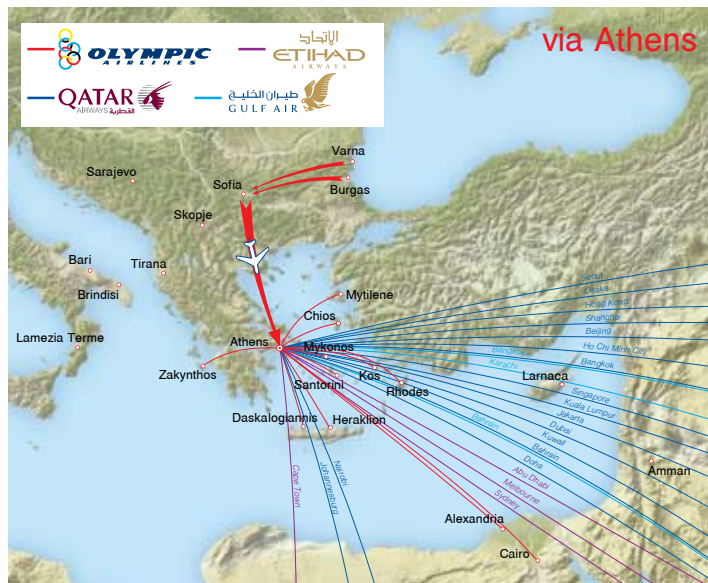 OLYMPIC
AIRLINES
الإتحاد
ETIHAD
AIRWAYS
QATAR
AIRWAYS القطرية
طيران الخليج
GULF AIR
via Athens
Varna
Burgas
Sarajevo
Sofia
Skopje
Bari
Brindisi
Tirana
Mytilene
Chios
Lamezia Terme
Athens
Mykonos
Zakynthos
Santorini
Kos
Rhodes
Larnaca
Daskalogiannis
Heraklion
Amman
Alexandria
Cairo
Seoul
Osaka
Hong Kong
Shanghai
Beijing
Ho Chi Minh City
Bangkok
Bangkok
Karachi
Singapore
Kuala Lumpur
Jakarta
Dubai
Kuwait
Bahrain
Bahrain
Doha
Abu Dhabi
Melbourne
Sydney
Nairobi
Johannesburg
Cape Town